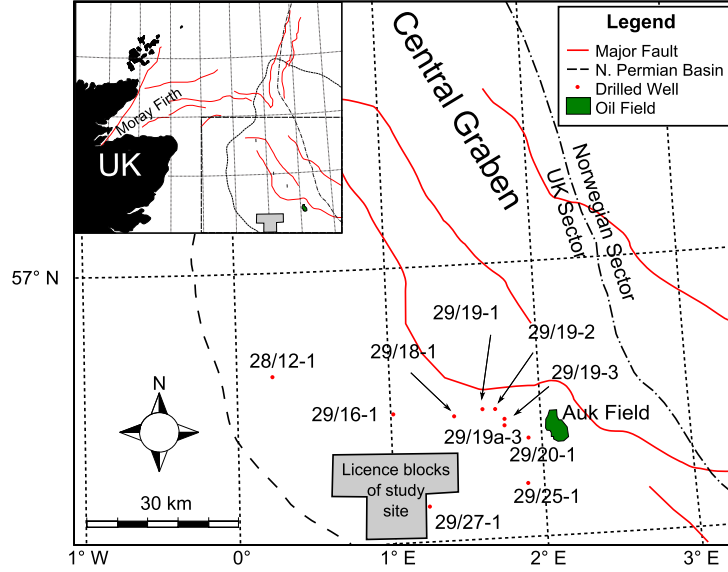 Legend
Major Fault
N. Permian Basin
Drilled Well
Oil Field
Moray Firth
UK
Central Graben
Norwegian Sector
UK Sector
57° N
29/19-1
29/19-2
29/18-1
28/12-1
29/19-3
29/16-1
Auk Field
29/19a-3
29/20-1
N
Licence blocks
of study
site
29/25-1
30 km
29/27-1
1° W
0°
1° E
2° E
3° E